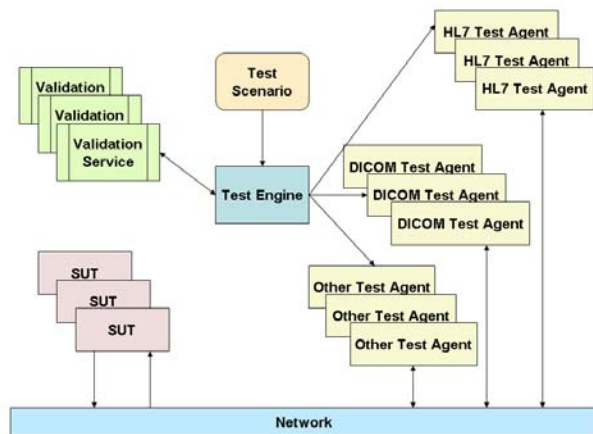 HL7 Test Agent
HL7 Test Agent
HL7 Test Agent
Test
Scenario
Validation
Validation
Validation
Service
Test Engine
DICOM Test Agent
DICOM Test Agent
DICOM Test Agent
SUT
SUT
SUT
Other Test Agent
Other Test Agent
Other Test Agent
Network